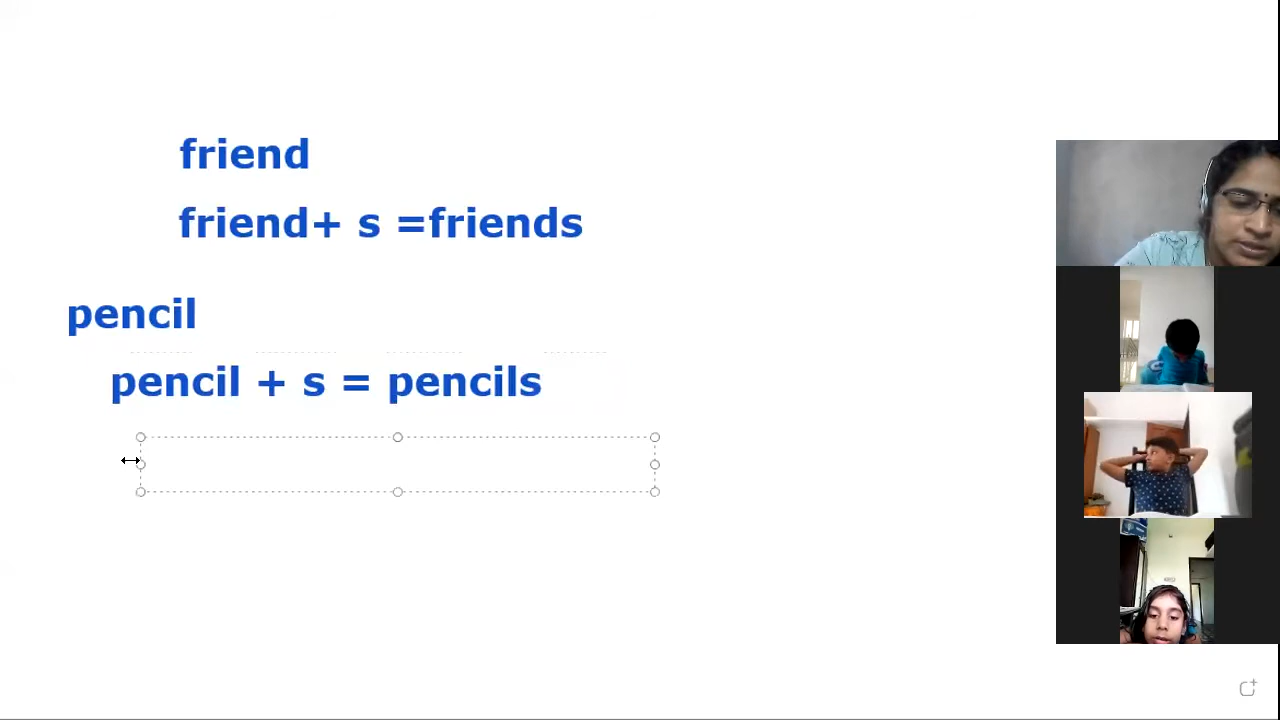 friend
friend+ s =friends
pencil
pencil + s = pencils